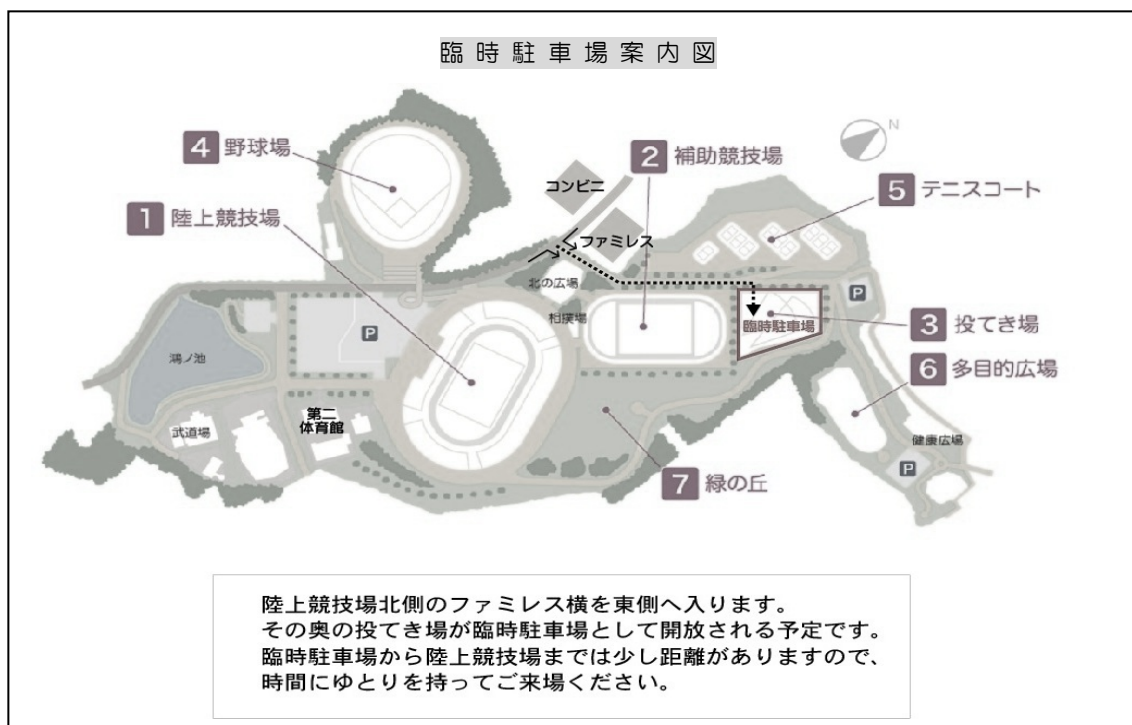 臨時駐車場案内図
4 野球場
コンビニ
2 補助競技場
N
5 テニスコート
1 陸上競技場
ファミレス
北の広場
P
相撲場
臨時駐車場
3 投てき場
P
鴻ノ池
6 多目的広場
第二
体育館
武道場
健康広場
P
7 緑の丘
陸上競技場北側のファミレス横を東側へ入ります。
その奥の投てき場が臨時駐車場として開放される予定です。
臨時駐車場から陸上競技場までは少し距離がありますので、
時間にゆとりを持ってご来場ください。